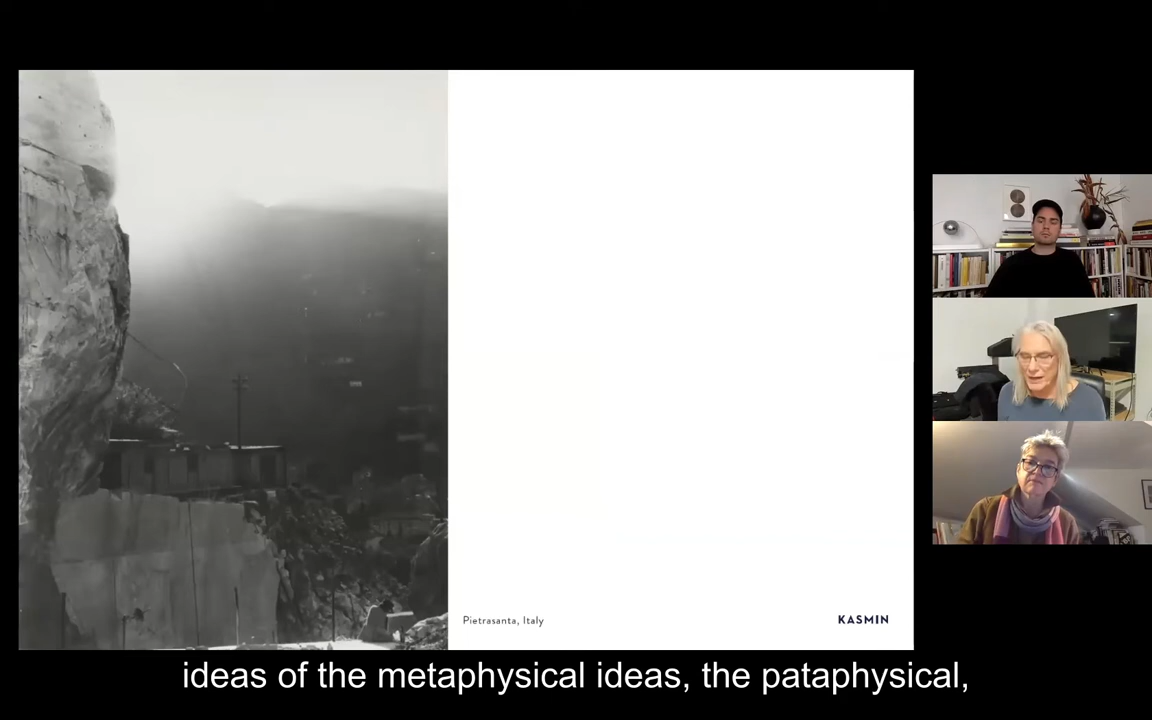 Pietrasanta, Italy
KASMIN
ideas of the metaphysical ideas, the pataphysical,